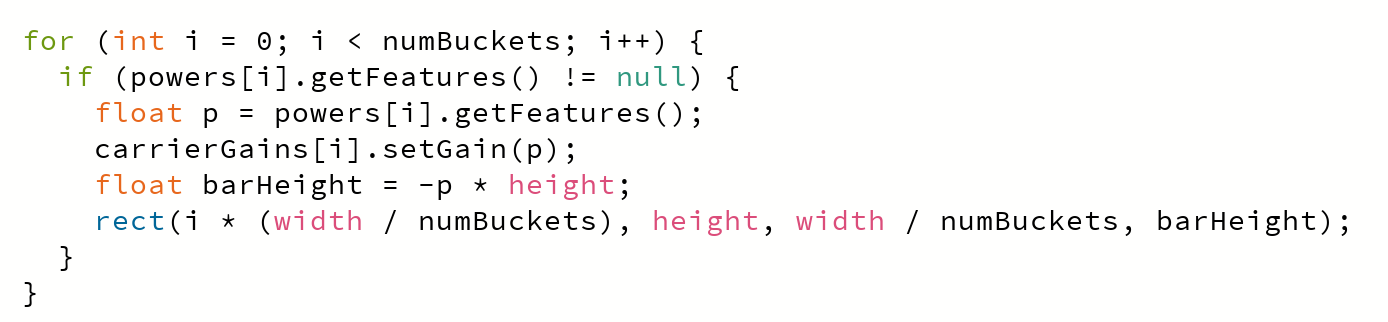 for (int i = 0; i < numBuckets; i++) {
  if (powers[i].getFeatures() != null) {
    float p = powers[i].getFeatures();
    carrierGains[i].setGain(p);
    float barHeight = -p * height;
    rect(i * (width / numBuckets), height, width / numBuckets, barHeight);
  }
}